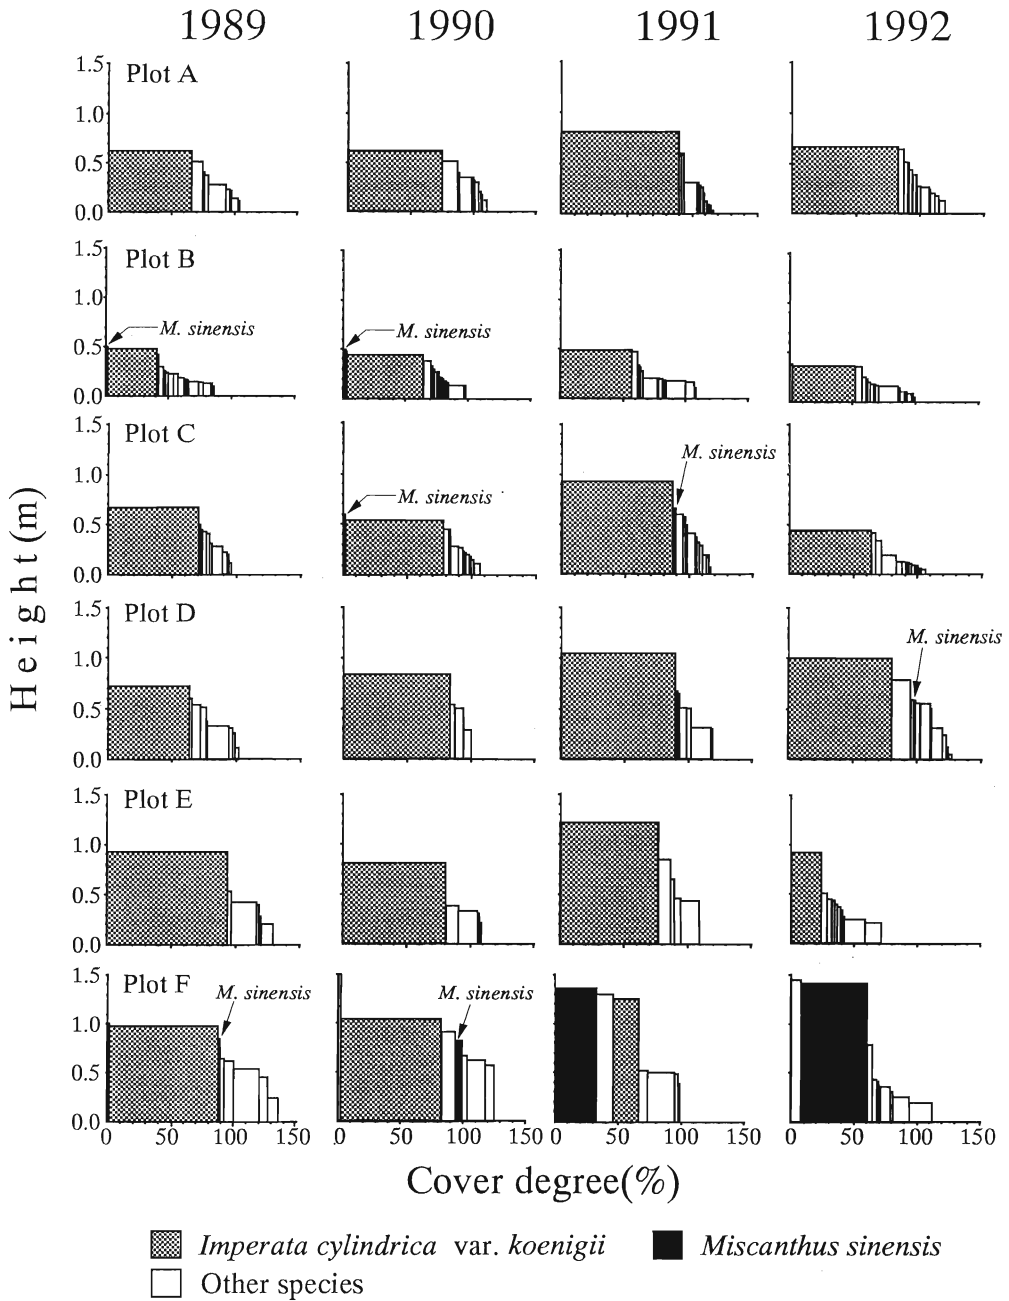 1989 1990 1991 1992
1.5 Plot A
1.0
0.5
0.0
1.5 Plot B
1.0
M. sinensis M. sinensis
0.5
0.0
1.5 Plot C
M. sinensis
1.0
M. sinensis
0.5
0.0
1.5 Plot D
M. sinensis
1.0
0.5
0.0
1.5 Plot E
1.0
0.5
0.0
1.5 Plot F
M. sinensis M. sinensis
1.0
0.5
0.0
0 50 100 150 0 50 100 150 0 50 100 150 0 50 100 150
Height(m)
Cover degree(%)
Imperata cylindrica var. koenigii Miscanthus sinensis
Other species